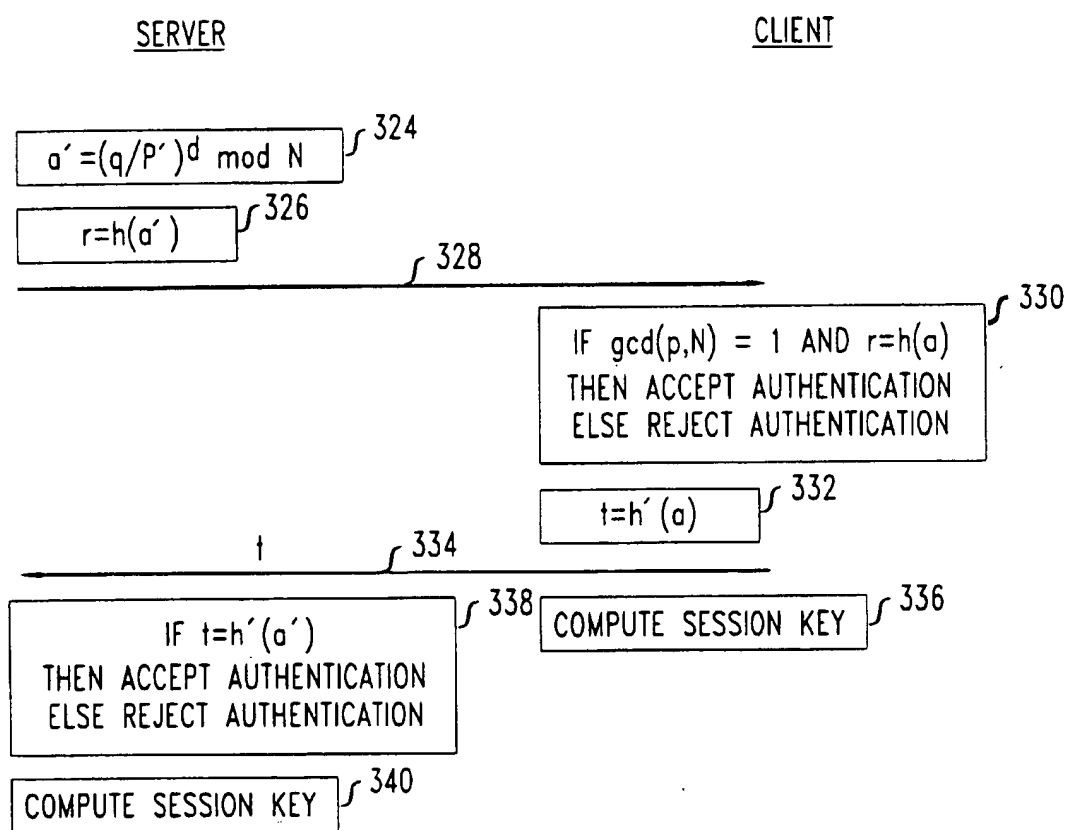 SERVER
CLIENT
a′=(q/P′)^d mod N
324
r=h(a′)
326
328
330
IF gcd(p,N) = 1 AND r=h(a)
THEN ACCEPT AUTHENTICATION
ELSE REJECT AUTHENTICATION
t=h′(a)
332
t
334
338
IF t=h′(a′)
THEN ACCEPT AUTHENTICATION
ELSE REJECT AUTHENTICATION
COMPUTE SESSION KEY
336
COMPUTE SESSION KEY
340